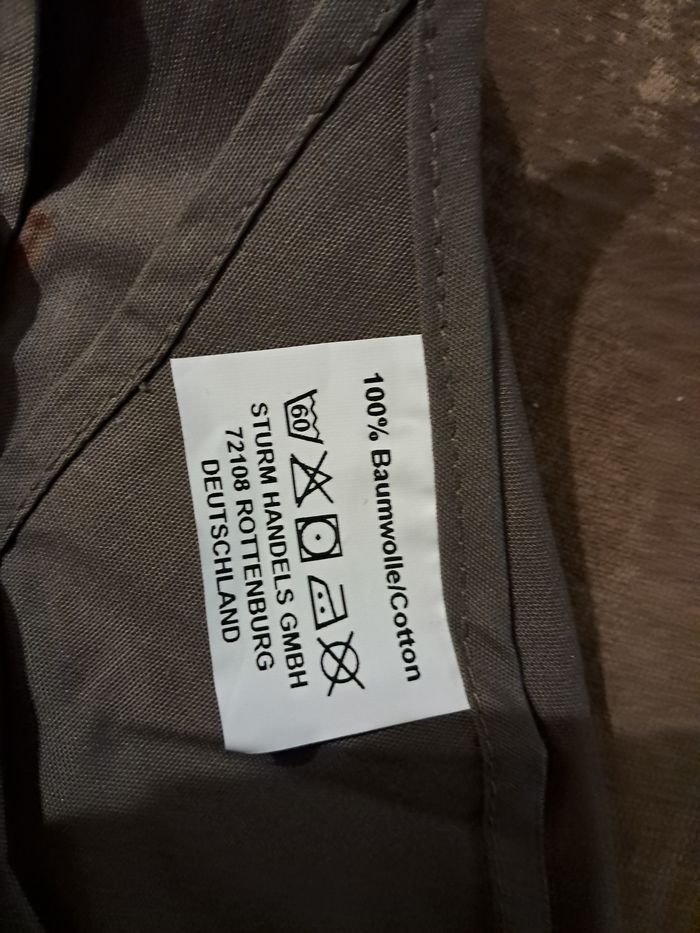 100% Baumwolle/Cotton
60
STURM HANDELS GMBH
72108 ROTTENBURG
DEUTSCHLAND